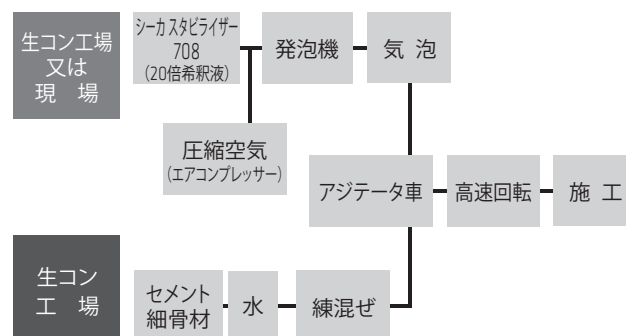 生コン工場
又は
現　場
シーカスタビライザー
708
（20倍希釈液）
発泡機
気 泡
圧縮空気
(エアコンプレッサー)
アジテータ車
高速回転
施 工
生コン
工　場
セメント
細骨材
水
練混ぜ